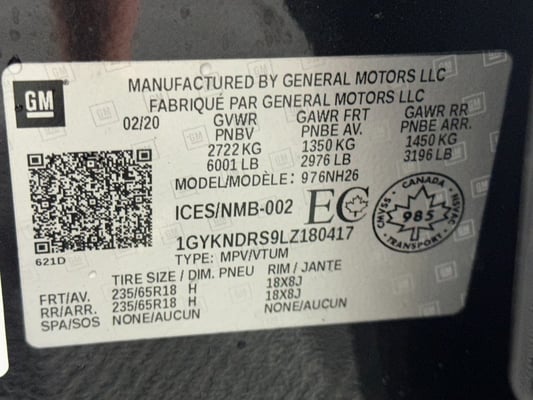 GM
MANUFACTURED BY GENERAL MOTORS LLC
FABRIQUÉ PAR GENERAL MOTORS LLC
02/20 GVWR GAWR FRT GAWR RR
PNBV PNBE AV. PNBE ARR.
2722 KG 1350 KG 1450 KG
6001 LB 2976 LB 3196 LB
MODEL/MODÈLE: 976NH26
ICES/NMB-002 EC
CMVSS NSVAC 985
1GYKNDRS9LZ180417
621D
TYPE: MPV/VTUM
TIRE SIZE / DIM. PNEU RIM / JANTE
FRT/AV. 235/65R18 H 18X8J
RR/ARR. 235/65R18 H 18X8J
SPA/SOS NONE/AUCUN NONE/AUCUN